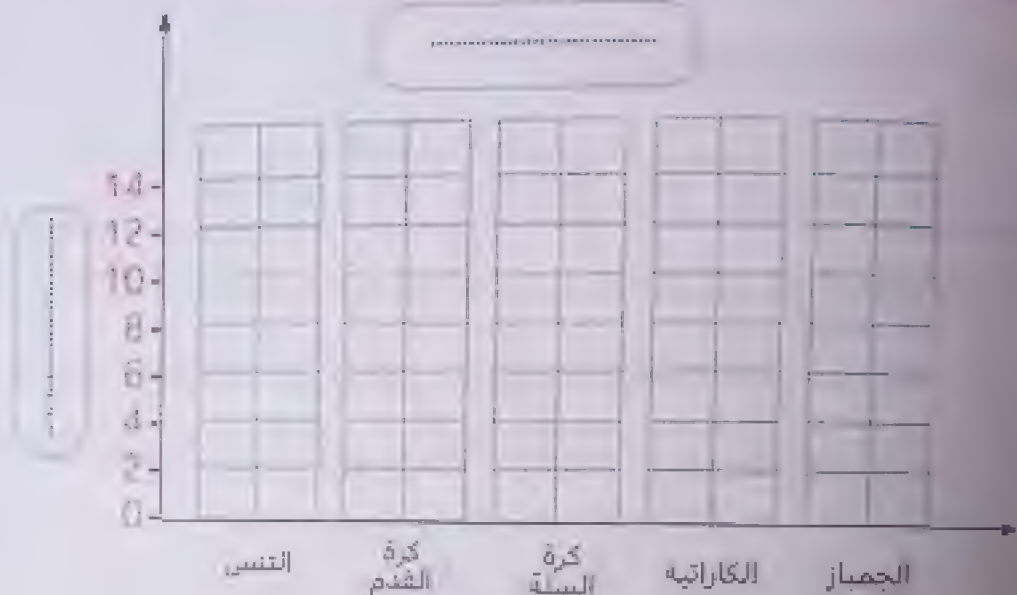 14
12
10
8
6
4
2
0
التنس
كرة
القدم
كرة
السلة
الكاراتيه
الجمباز